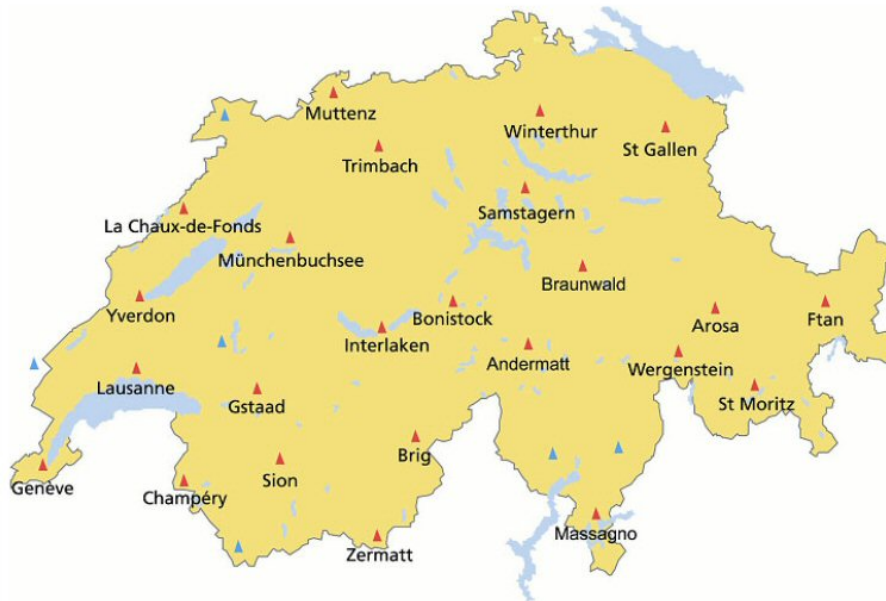 Muttenz
Winterthur
St Gallen
Trimbach
Samstagern
La Chaux-de-Fonds
Münchenbuchsee
Braunwald
Yverdon
Bonistock
Arosa
Ftan
Interlaken
Andermatt
Wergenstein
Lausanne
Gstaad
St Moritz
Brig
Genève
Champéry
Sion
Massagno
Zermatt